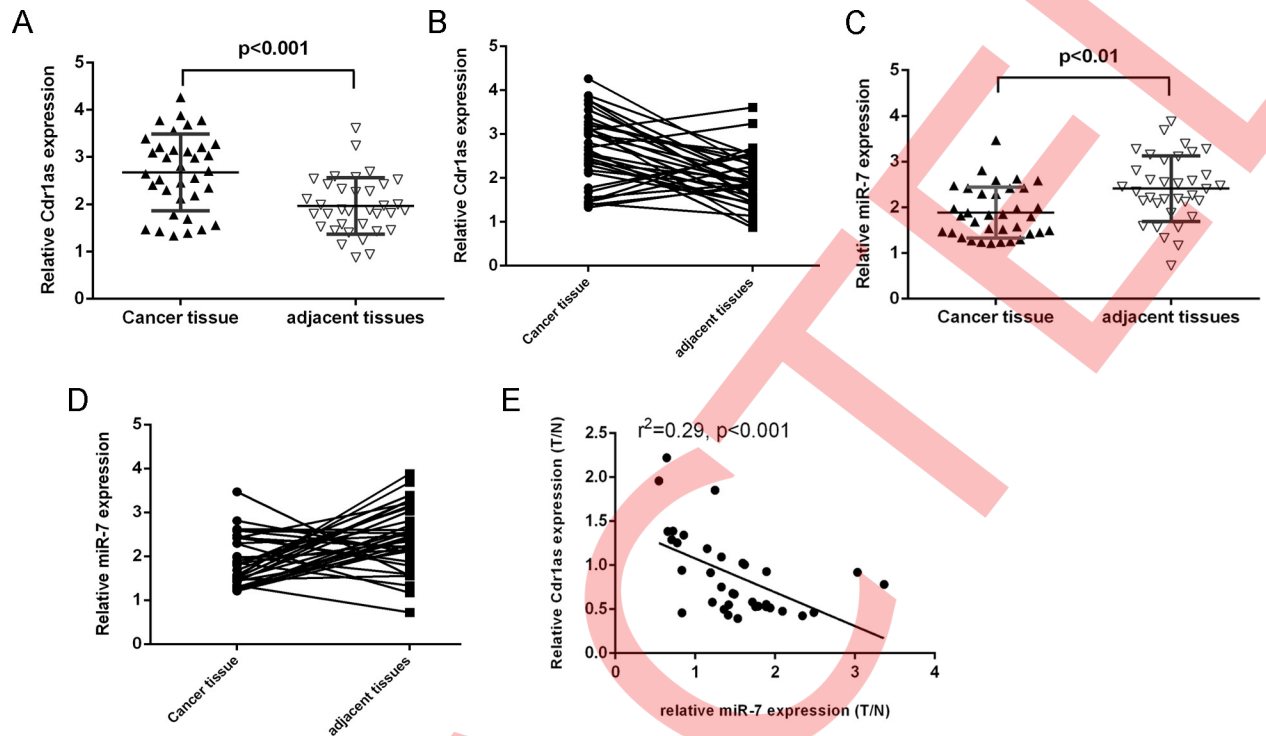 A
p<0.001
Relative Cdr1as expression
5
4
3
2
1
0
Cancer tissue
adjacent tissues
B
Relative Cdr1as expression
5
4
3
2
1
0
Cancer tissue
adjacent tissues
C
p<0.01
Relative miR-7 expression
5
4
3
2
1
0
Cancer tissue
adjacent tissues
D
Relative miR-7 expression
5
4
3
2
1
0
Cancer tissue
adjacent tissues
E
r²=0.29, p<0.001
Relative Cdr1as expression (T/N)
2.5
2.0
1.5
1.0
0.5
0.0
0
1
2
3
4
relative miR-7 expression (T/N)